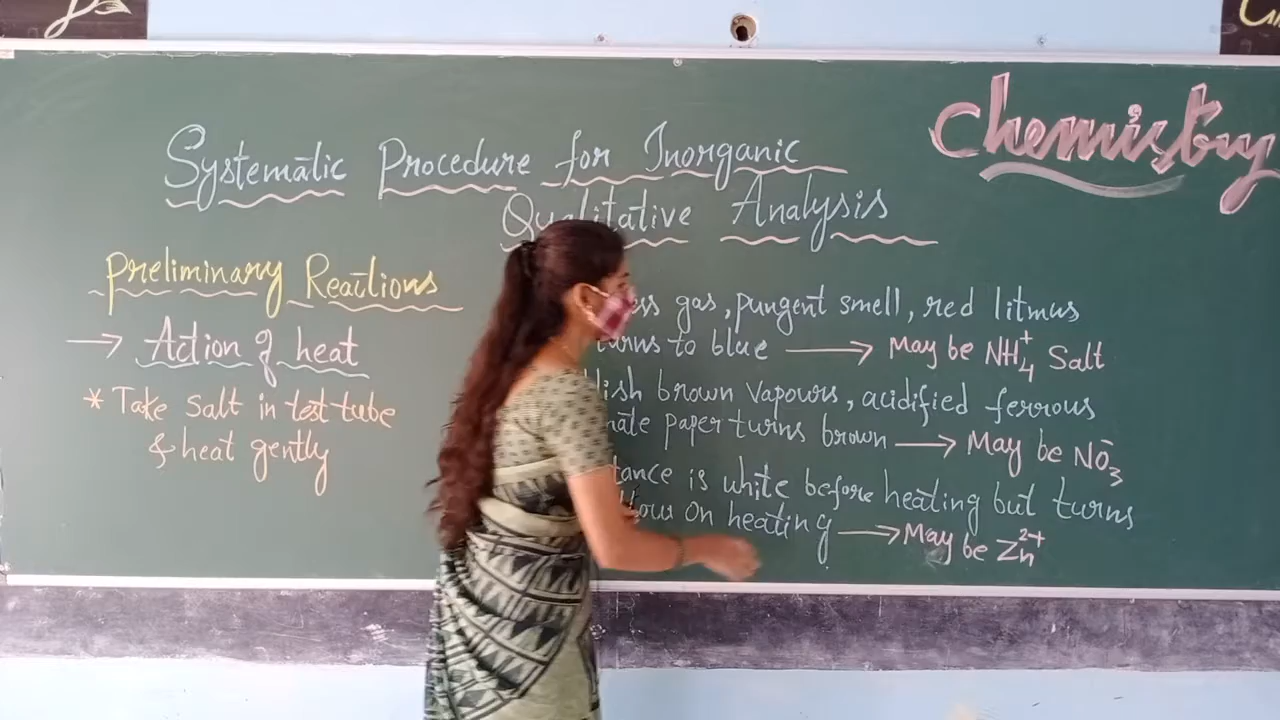 Chemistry
Systematic Procedure for Inorganic
Qualitative Analysis
Preliminary Reactions
→ Action of heat
* Take Salt in test tube
& heat gently
gas, pungent smell, red litmus
turns to blue → May be NH₄⁺ Salt
brown vapours, acidified ferrous
paper turns brown → May be NO₃⁻
is white before heating but turns
on heating → May be Zn²⁺